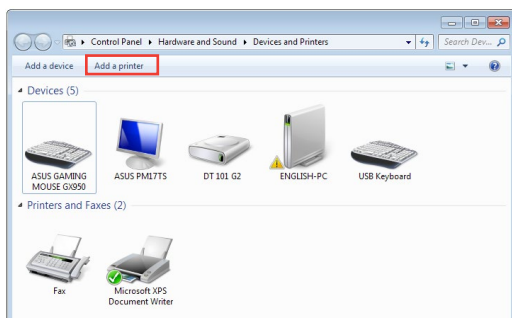 Control Panel Hardware and Sound Devices and Printers
Search Dev...
Add a device Add a printer
Devices (5)
ASUS GAMING
MOUSE GX950
ASUS PM17TS
DT 101 G2
ENGLISH-PC
USB Keyboard
Printers and Faxes (2)
Fax
Microsoft XPS
Document Writer